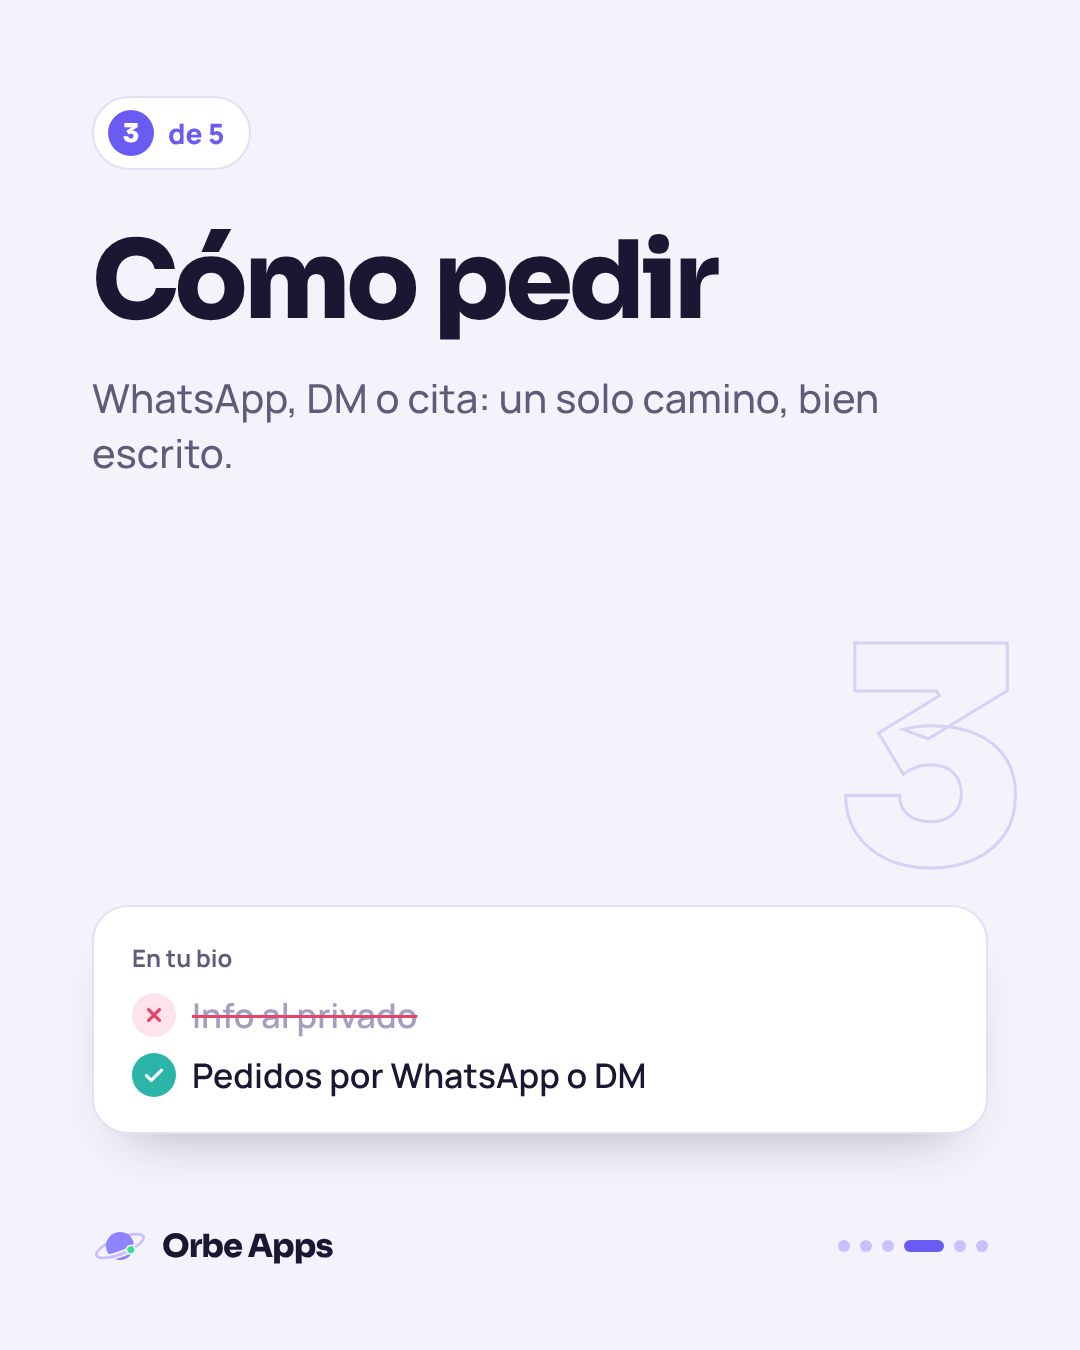 3 de 5
Cómo pedir
WhatsApp, DM o cita: un solo camino, bien
escrito.
3
En tu bio
Info al privado
Pedidos por WhatsApp o DM
Orbe Apps